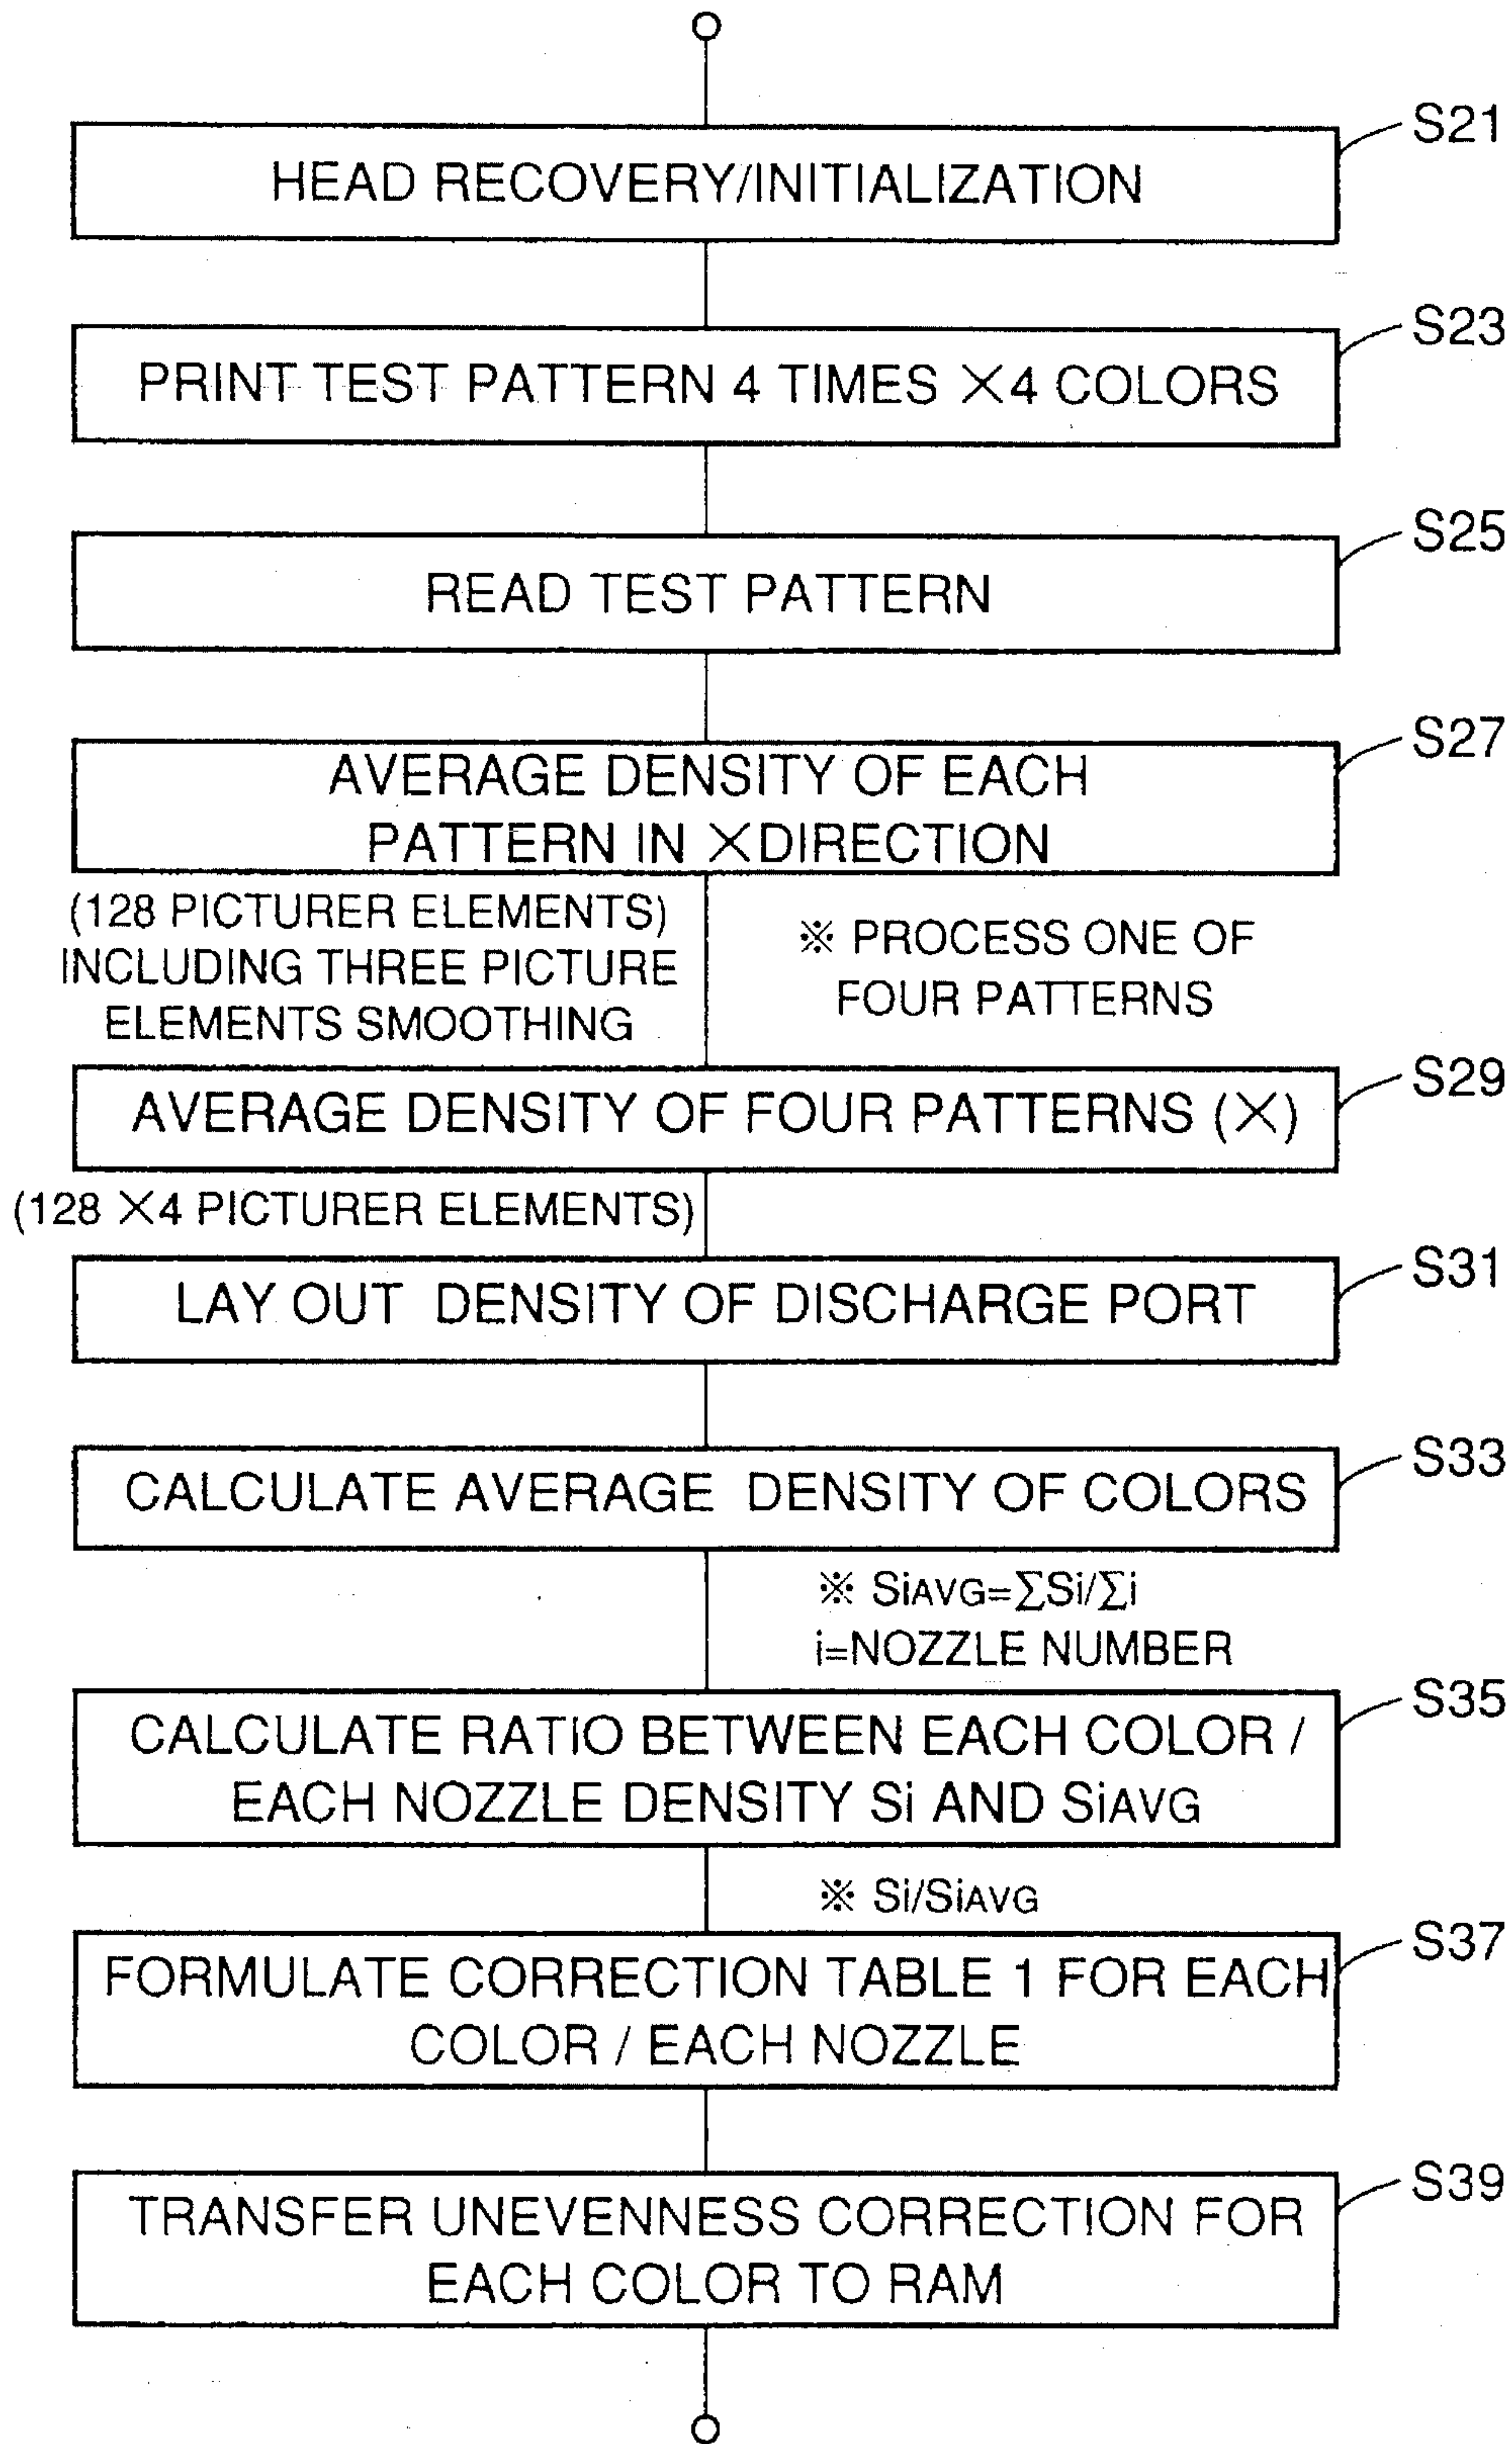 S21
HEAD RECOVERY/INITIALIZATION
S23
PRINT TEST PATTERN 4 TIMES ×4 COLORS
S25
READ TEST PATTERN
S27
AVERAGE DENSITY OF EACH
PATTERN IN ×DIRECTION
(128 PICTURER ELEMENTS)
INCLUDING THREE PICTURE
ELEMENTS SMOOTHING
※ PROCESS ONE OF
FOUR PATTERNS
S29
AVERAGE DENSITY OF FOUR PATTERNS (×)
(128 ×4 PICTURER ELEMENTS)
S31
LAY OUT DENSITY OF DISCHARGE PORT
S33
CALCULATE AVERAGE DENSITY OF COLORS
※ SiAVG=∑Si/∑i
i=NOZZLE NUMBER
S35
CALCULATE RATIO BETWEEN EACH COLOR /
EACH NOZZLE DENSITY Si AND SiAVG
※ Si/SiAVG
S37
FORMULATE CORRECTION TABLE 1 FOR EACH
COLOR / EACH NOZZLE
S39
TRANSFER UNEVENNESS CORRECTION FOR
EACH COLOR TO RAM